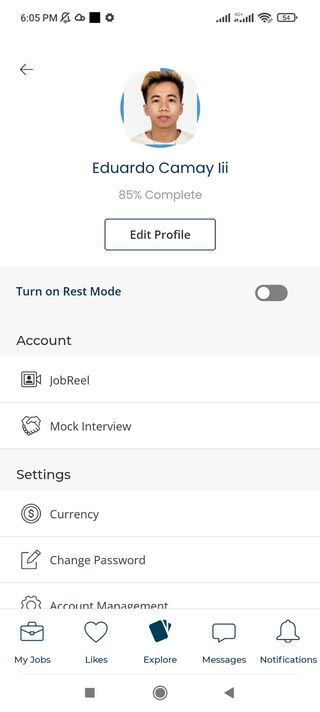 6:05 PM 4G+ 54
Eduardo Camay Iii
85% Complete
Edit Profile
Turn on Rest Mode
Account
JobReel
Mock Interview
Settings
Currency
Change Password
Account Management
My Jobs Likes Explore Messages Notifications